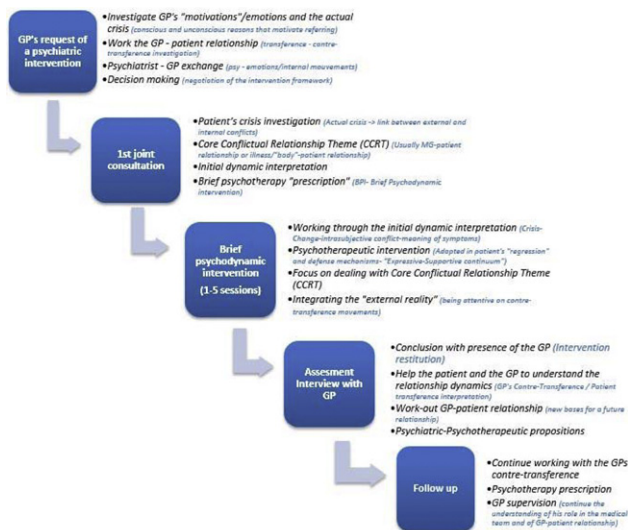 GP's request of
a psychiatric
intervention
•Investigate GP's "motivations"/emotions and the actual
crisis (conscious and unconscious reasons that motivate referring)
•Work the GP - patient relationship (transference - contre-
transference investigation)
•Psychiatrist - GP exchange (psy - emotions/internal mouvements)
•Decision making (negotiation of the intervention framework)
1st joint
consultation
•Patient's crisis investigation (Actual crisis -> link between external and
internal conflicts)
•Core Conflictual Relationship Theme (CCRT) (Usually MG-patient
relationship or illness/"body"-patient relationship)
•Initial dynamic interpretation
•Brief psychotherapy "prescription" (BPI- Brief Psychodynamic
intervention)
Brief
psychodynamic
intervention
(1-5 sessions)
•Working through the initial dynamic interpretation (Crisis-
Change-intrasubjective conflict-meaning of symptoms)
•Psychotherapeutic intervention (Adopted in patient's "regression"
and defense mechanisms- "Expressive-Supportive continuum")
•Focus on dealing with Core Conflictual Relationship Theme
(CCRT)
•Integrating the "external reality" (being attentive on contre-
transference movements)
Assesment
Interview with
GP
•Conclusion with presence of the GP (Intervention
restitution)
•Help the patient and the GP to understand the
relationship dynamics (GP's Contre-Transference / Patient
transference interpretation)
•Work-out GP-patient relationship (new bases for a future
relationship)
•Psychiatric-Psychotherapeutic propositions
Follow up
•Continue working with the GPs
contre-transference
•Psychotherapy prescription
•GP supervision (continue the
understanding of his role in the medical
team and of GP-patient relationship)